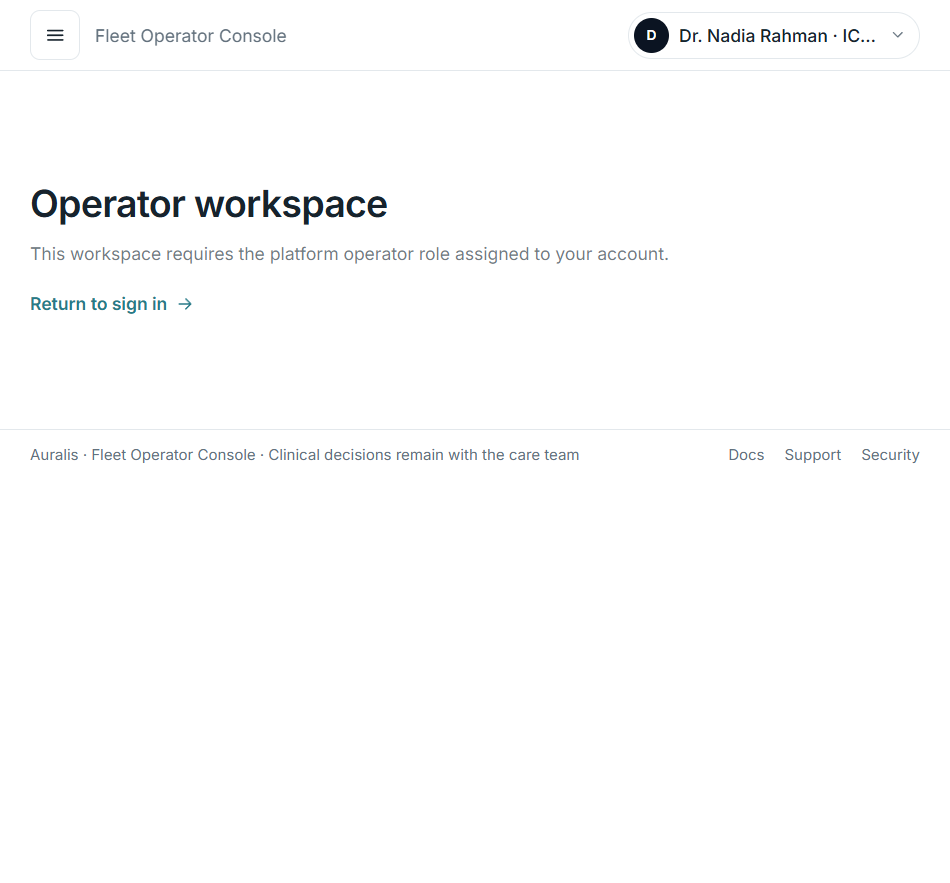 Fleet Operator Console
D
Dr. Nadia Rahman · IC...
Operator workspace
This workspace requires the platform operator role assigned to your account.
Return to sign in →
Auralis · Fleet Operator Console · Clinical decisions remain with the care team
Docs Support Security